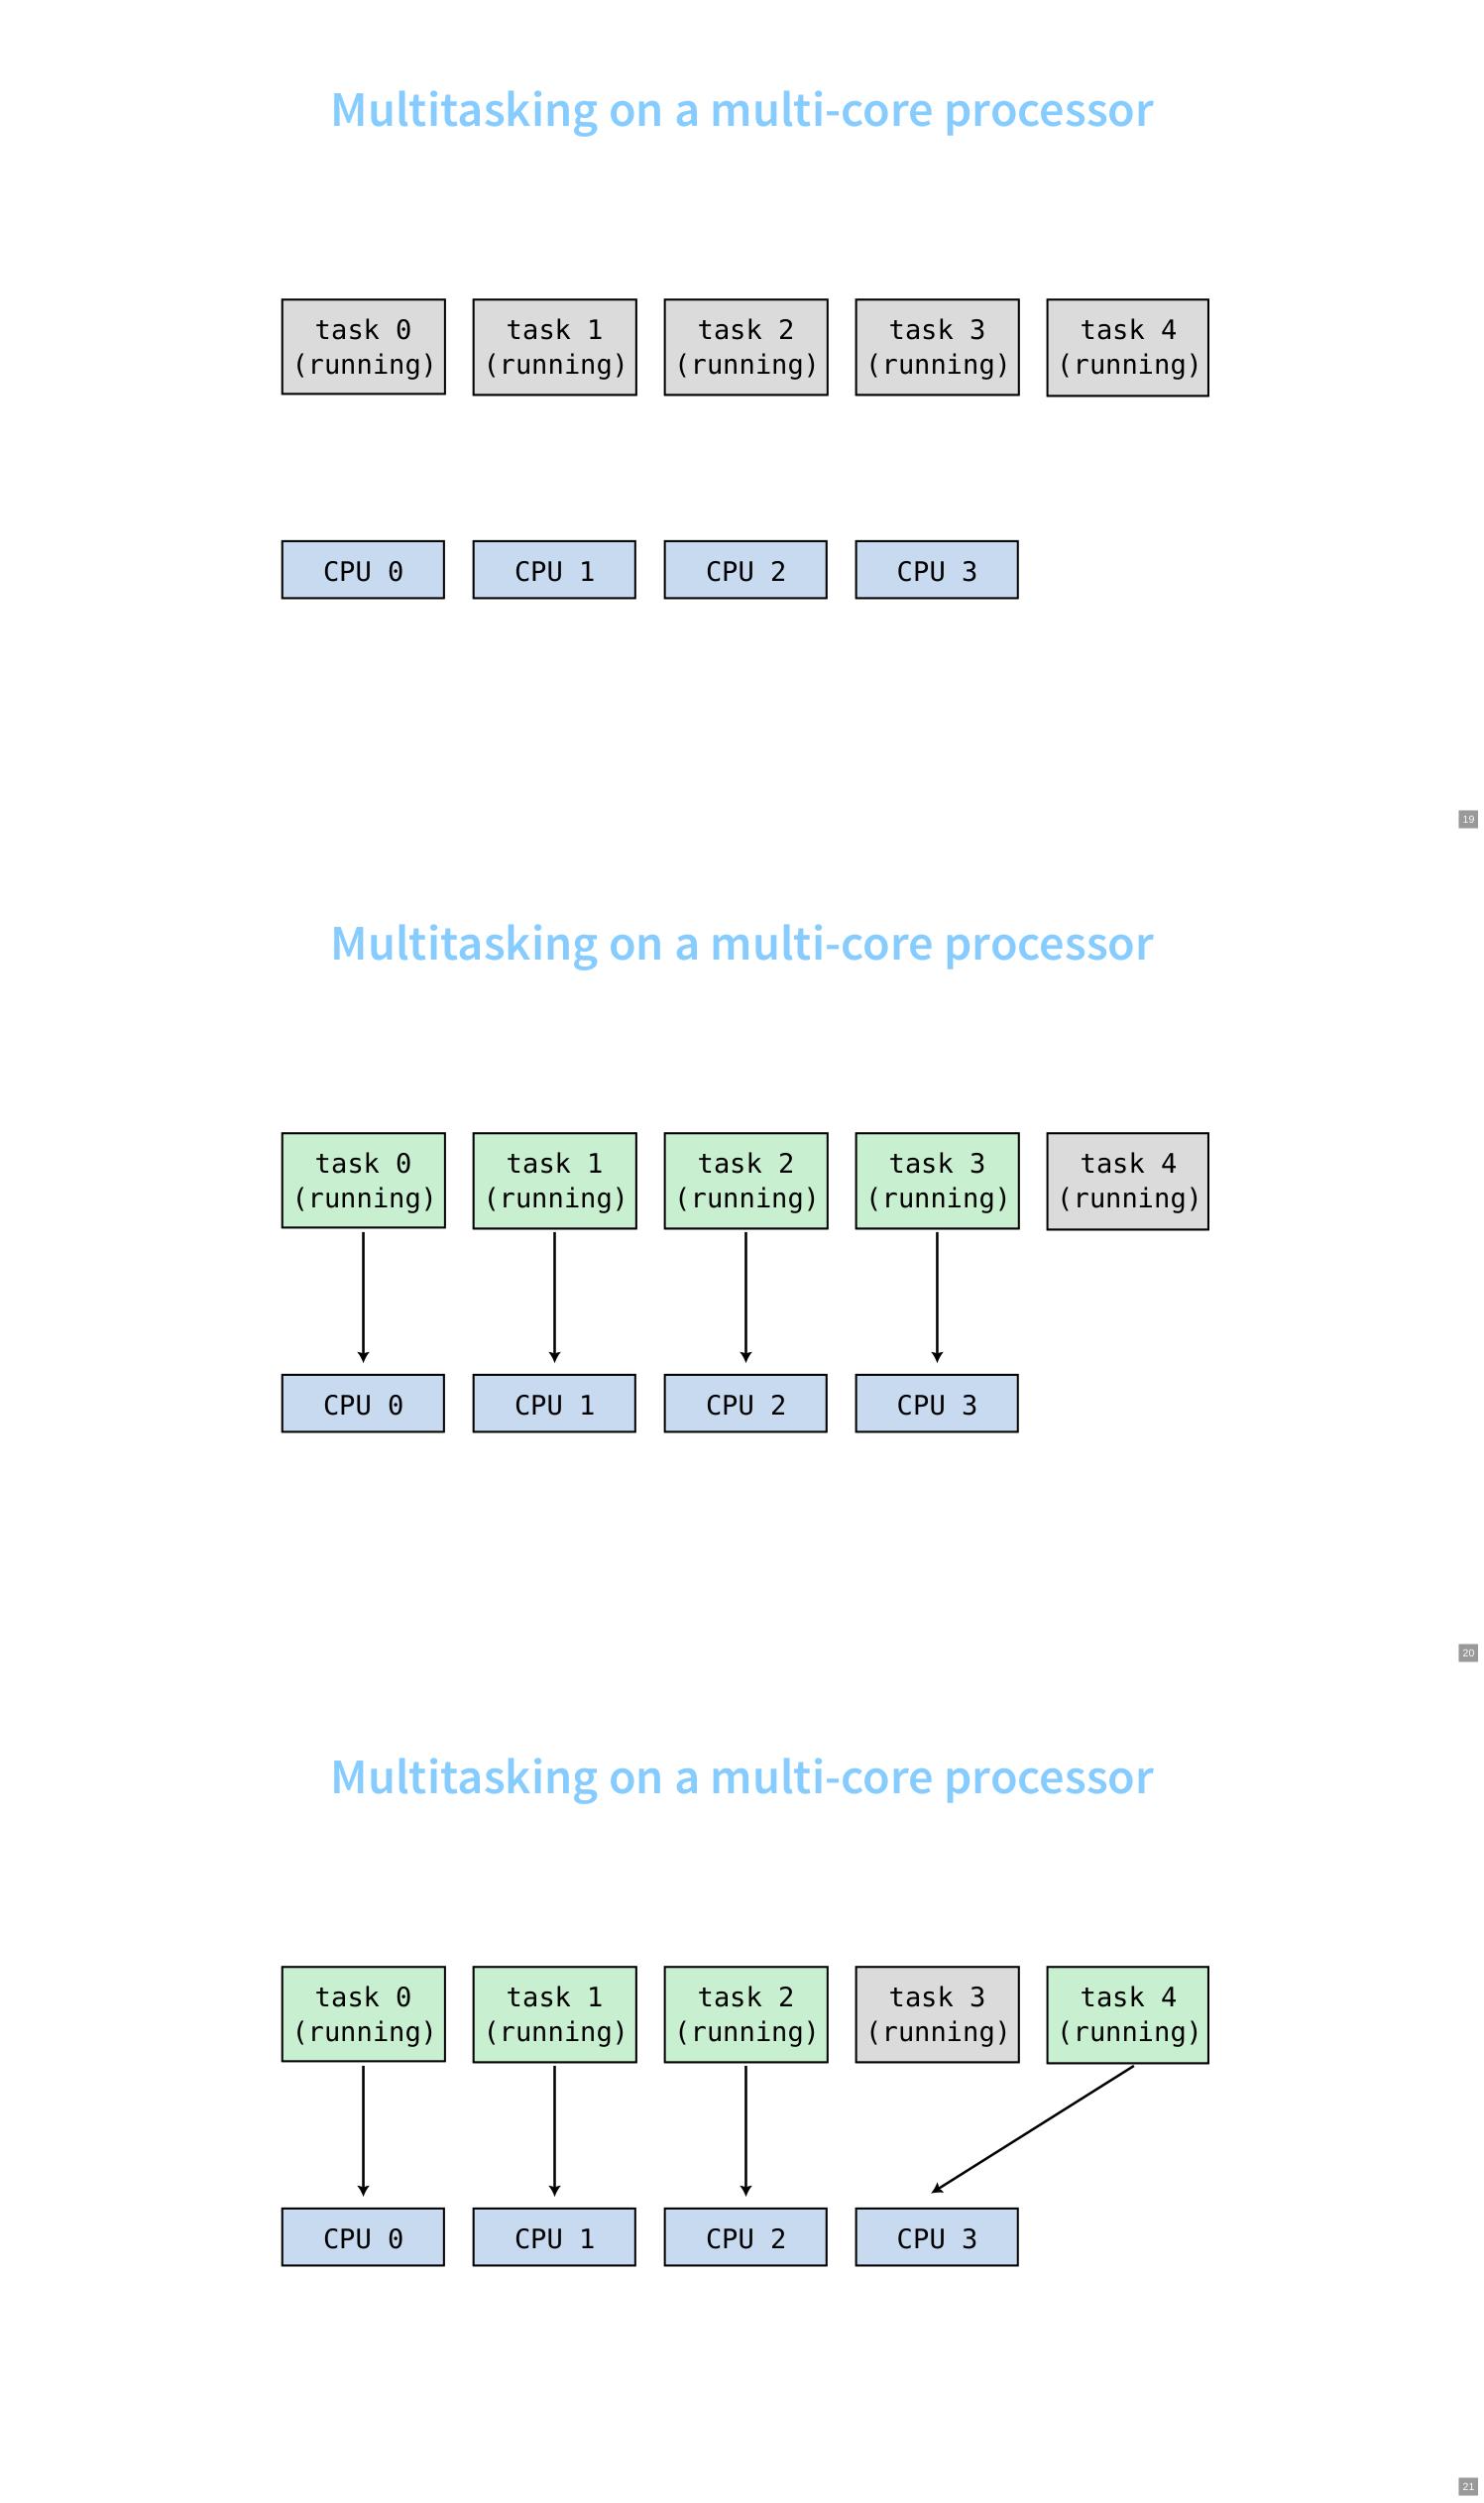 Multitasking on a multi-core processor
task 0 task 1 task 2 task 3 task 4
(running) (running) (running) (running) (running)
CPU 0 CPU 1 CPU 2 CPU 3
19
Multitasking on a multi-core processor
task 0 task 1 task 2 task 3 task 4
(running) (running) (running) (running) (running)
CPU 0 CPU 1 CPU 2 CPU 3
20
Multitasking on a multi-core processor
task 0 task 1 task 2 task 3 task 4
(running) (running) (running) (running) (running)
CPU 0 CPU 1 CPU 2 CPU 3
21